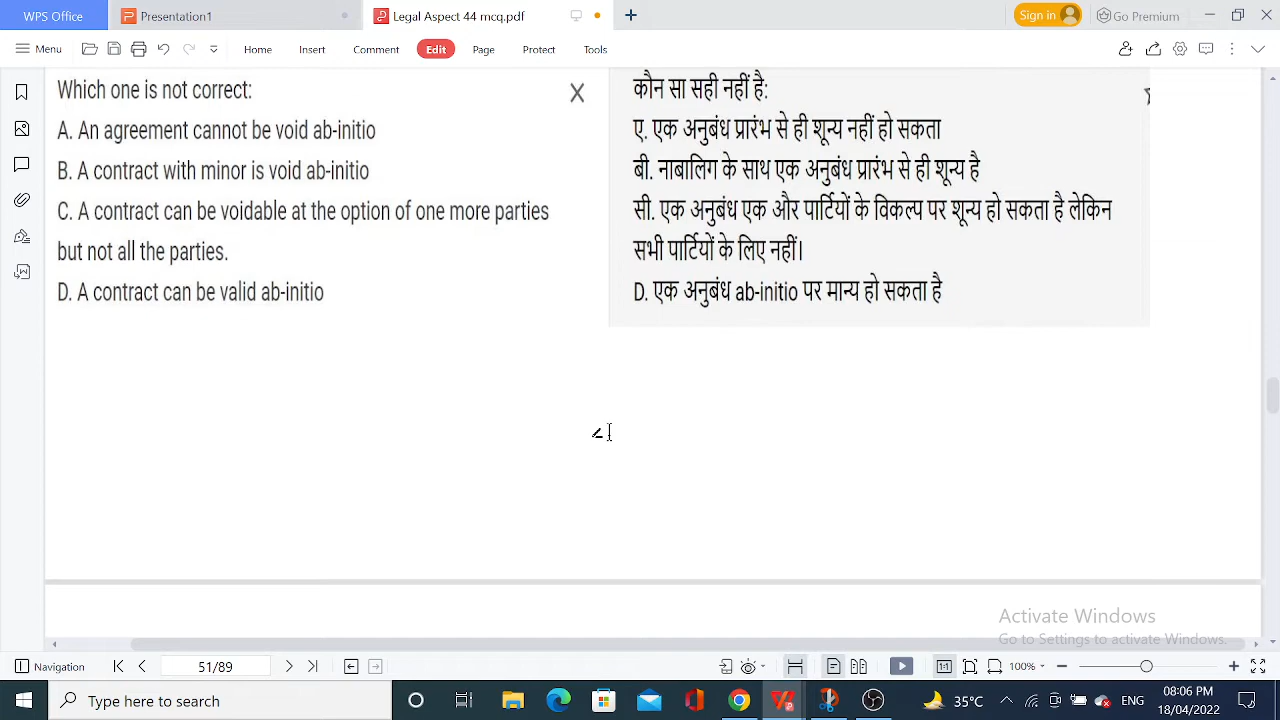 WPS Office
Presentation1
Legal Aspect 44 mcq.pdf
Sign in
Go Premium
Menu
Home
Insert
Comment
Edit
Page
Protect
Tools
Which one is not correct:
A. An agreement cannot be void ab-initio
B. A contract with minor is void ab-initio
C. A contract can be voidable at the option of one more parties
but not all the parties.
D. A contract can be valid ab-initio
कौन सा सही नहीं है:
ए. एक अनुबंध प्रारंभ से ही शून्य नहीं हो सकता
बी. नाबालिग के साथ एक अनुबंध प्रारंभ से ही शून्य है
सी. एक अनुबंध एक और पार्टियों के विकल्प पर शून्य हो सकता है लेकिन
सभी पार्टियों के लिए नहीं।
D. एक अनुबंध ab-initio पर मान्य हो सकता है
Activate Windows
Go to Settings to activate Windows.
Navigation
51/89
1:1
100%
Type here to search
35°C
ENG
08:06 PM
18/04/2022